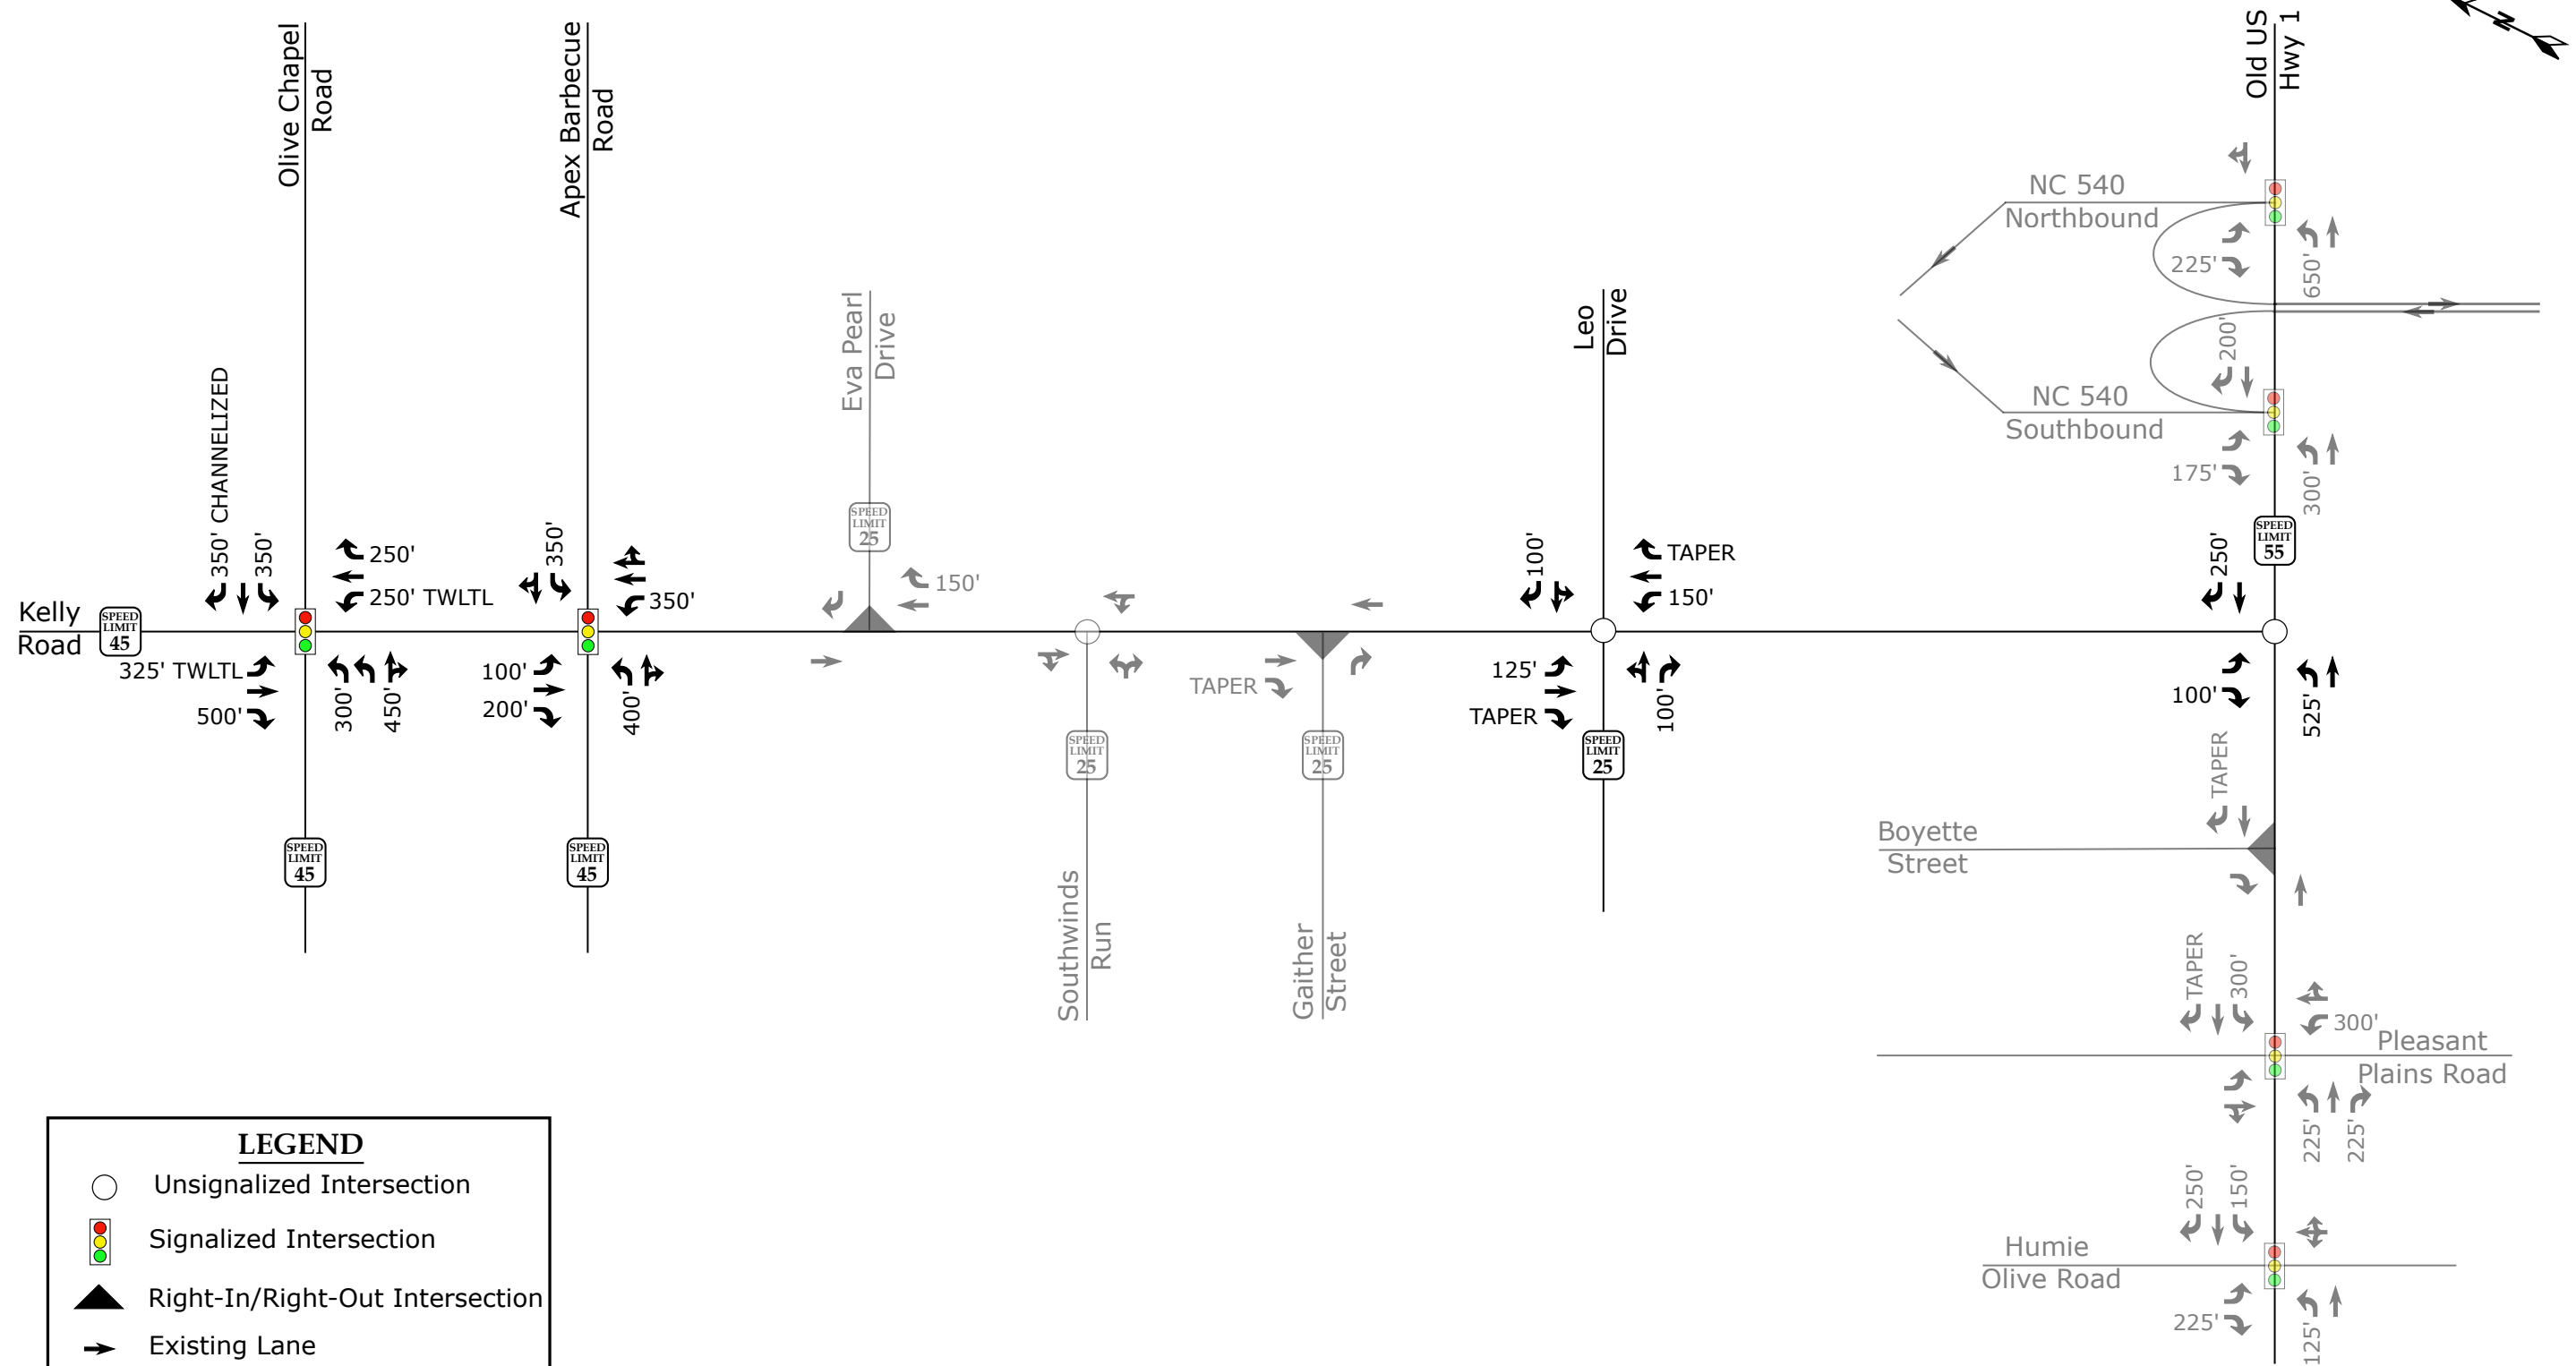 Olive Chapel
Road
Apex Barbecue
Road
Old US
Hwy 1
N
NC 540
Northbound
225'
650'
200'
NC 540
Southbound
175'
300'
Eva Pearl
Drive
SPEED
LIMIT
25
Leo
Drive
SPEED
LIMIT
55
350' CHANNELIZED
350'
250'
250' TWLTL
350'
350'
150'
100'
TAPER
150'
250'
Kelly
Road
SPEED
LIMIT
45
325' TWLTL
500'
300'
450'
100'
200'
400'
TAPER
125'
TAPER
100'
100'
525'
SPEED
LIMIT
25
SPEED
LIMIT
25
SPEED
LIMIT
25
SPEED
LIMIT
45
SPEED
LIMIT
45
TAPER
Boyette
Street
Southwinds
Run
Gaither
Street
TAPER
300'
300'
Pleasant
Plains Road
225'
225'
250'
150'
Humie
Olive Road
225'
125'
LEGEND
Unsignalized Intersection
Signalized Intersection
Right-In/Right-Out Intersection
Existing Lane